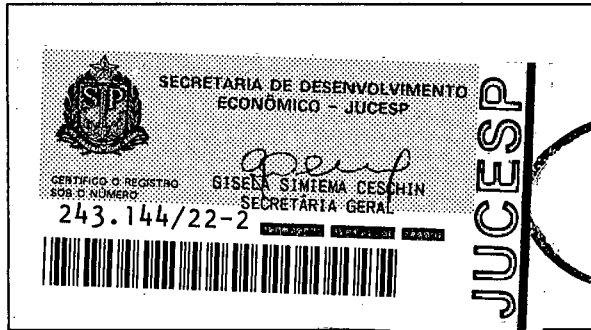 SECRETARIA DE DESENVOLVIMENTO
ECONÔMICO - JUCESP
SP
CERTIFICO O REGISTRO
SOB O NÚMERO
GISELA SIMIEMA CESCHIN
SECRETÁRIA GERAL
243.144/22-2
JUCESP